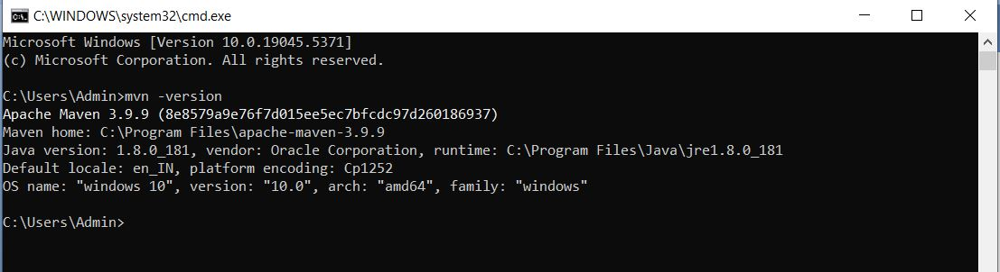 C:\WINDOWS\system32\cmd.exe
Microsoft Windows [Version 10.0.19045.5371]
(c) Microsoft Corporation. All rights reserved.
C:\Users\Admin>mvn -version
Apache Maven 3.9.9 (8e8579a9e76f7d015ee5ec7bfcdc97d260186937)
Maven home: C:\Program Files\apache-maven-3.9.9
Java version: 1.8.0_181, vendor: Oracle Corporation, runtime: C:\Program Files\Java\jre1.8.0_181
Default locale: en_IN, platform encoding: Cp1252
OS name: "windows 10", version: "10.0", arch: "amd64", family: "windows"
C:\Users\Admin>